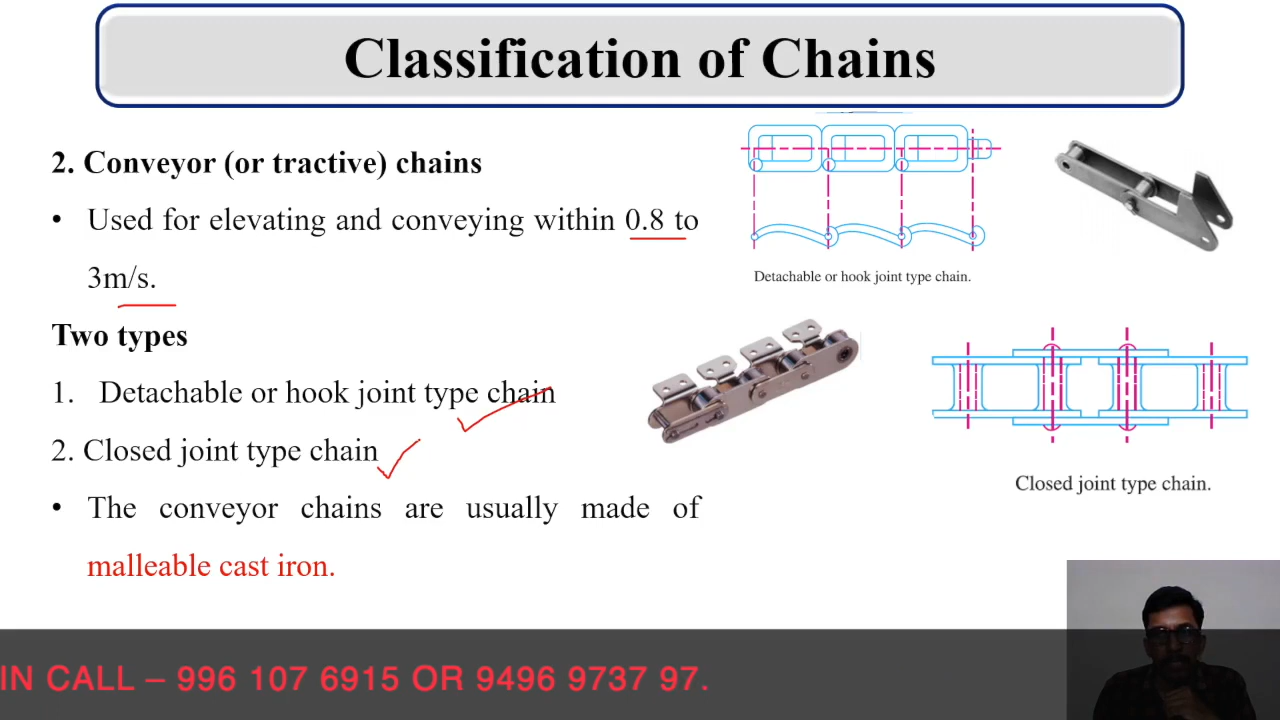 Classification of Chains
2. Conveyor (or tractive) chains
• Used for elevating and conveying within 0.8 to
3m/s.
Two types
1. Detachable or hook joint type chain
2. Closed joint type chain
• The conveyor chains are usually made of
malleable cast iron.
Detachable or hook joint type chain.
Closed joint type chain.
IN CALL – 996 107 6915 OR 9496 9737 97.